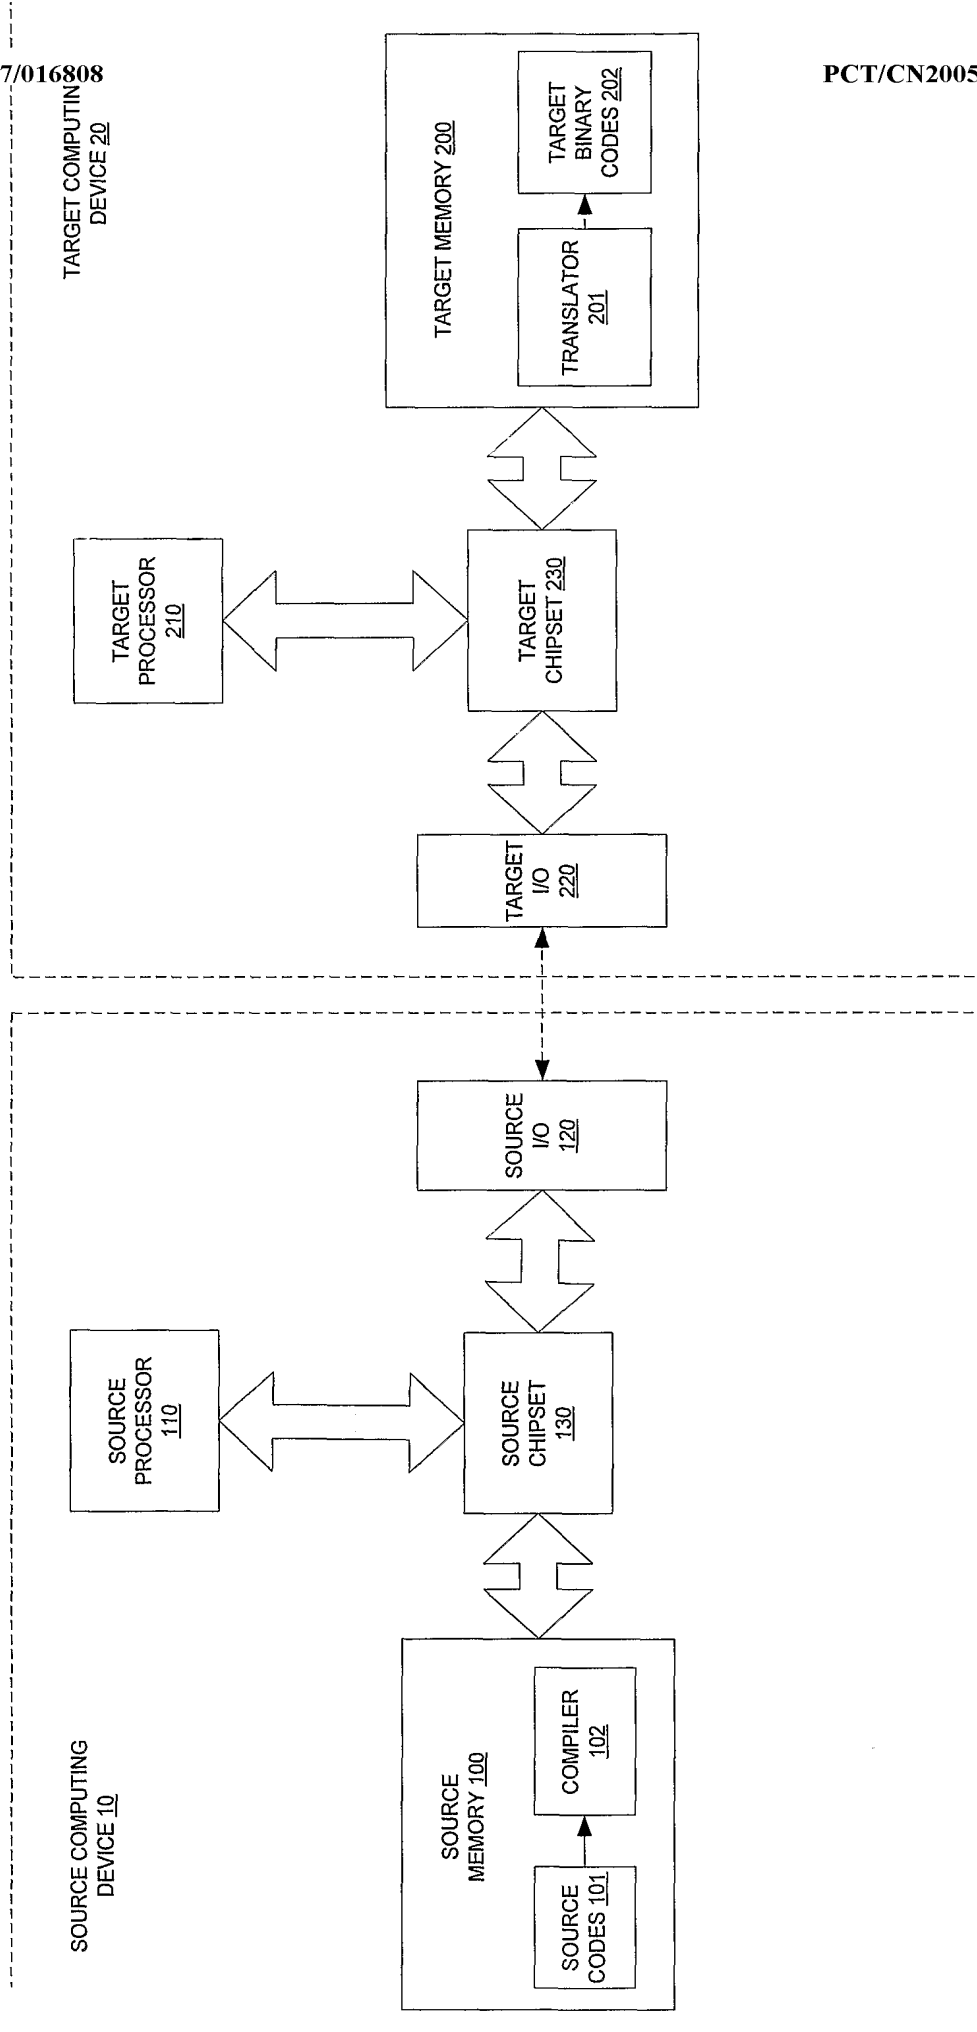 7/016808
PCT/CN2005
SOURCE COMPUTING
DEVICE 10
SOURCE
PROCESSOR
110
SOURCE
MEMORY 100
SOURCE
CODES 101
COMPILER
102
SOURCE
CHIPSET
130
SOURCE
I/O
120
TARGET COMPUTIN
DEVICE 20
TARGET
PROCESSOR
210
TARGET
I/O
220
TARGET
CHIPSET 230
TARGET MEMORY 200
TRANSLATOR
201
TARGET
BINARY
CODES 202